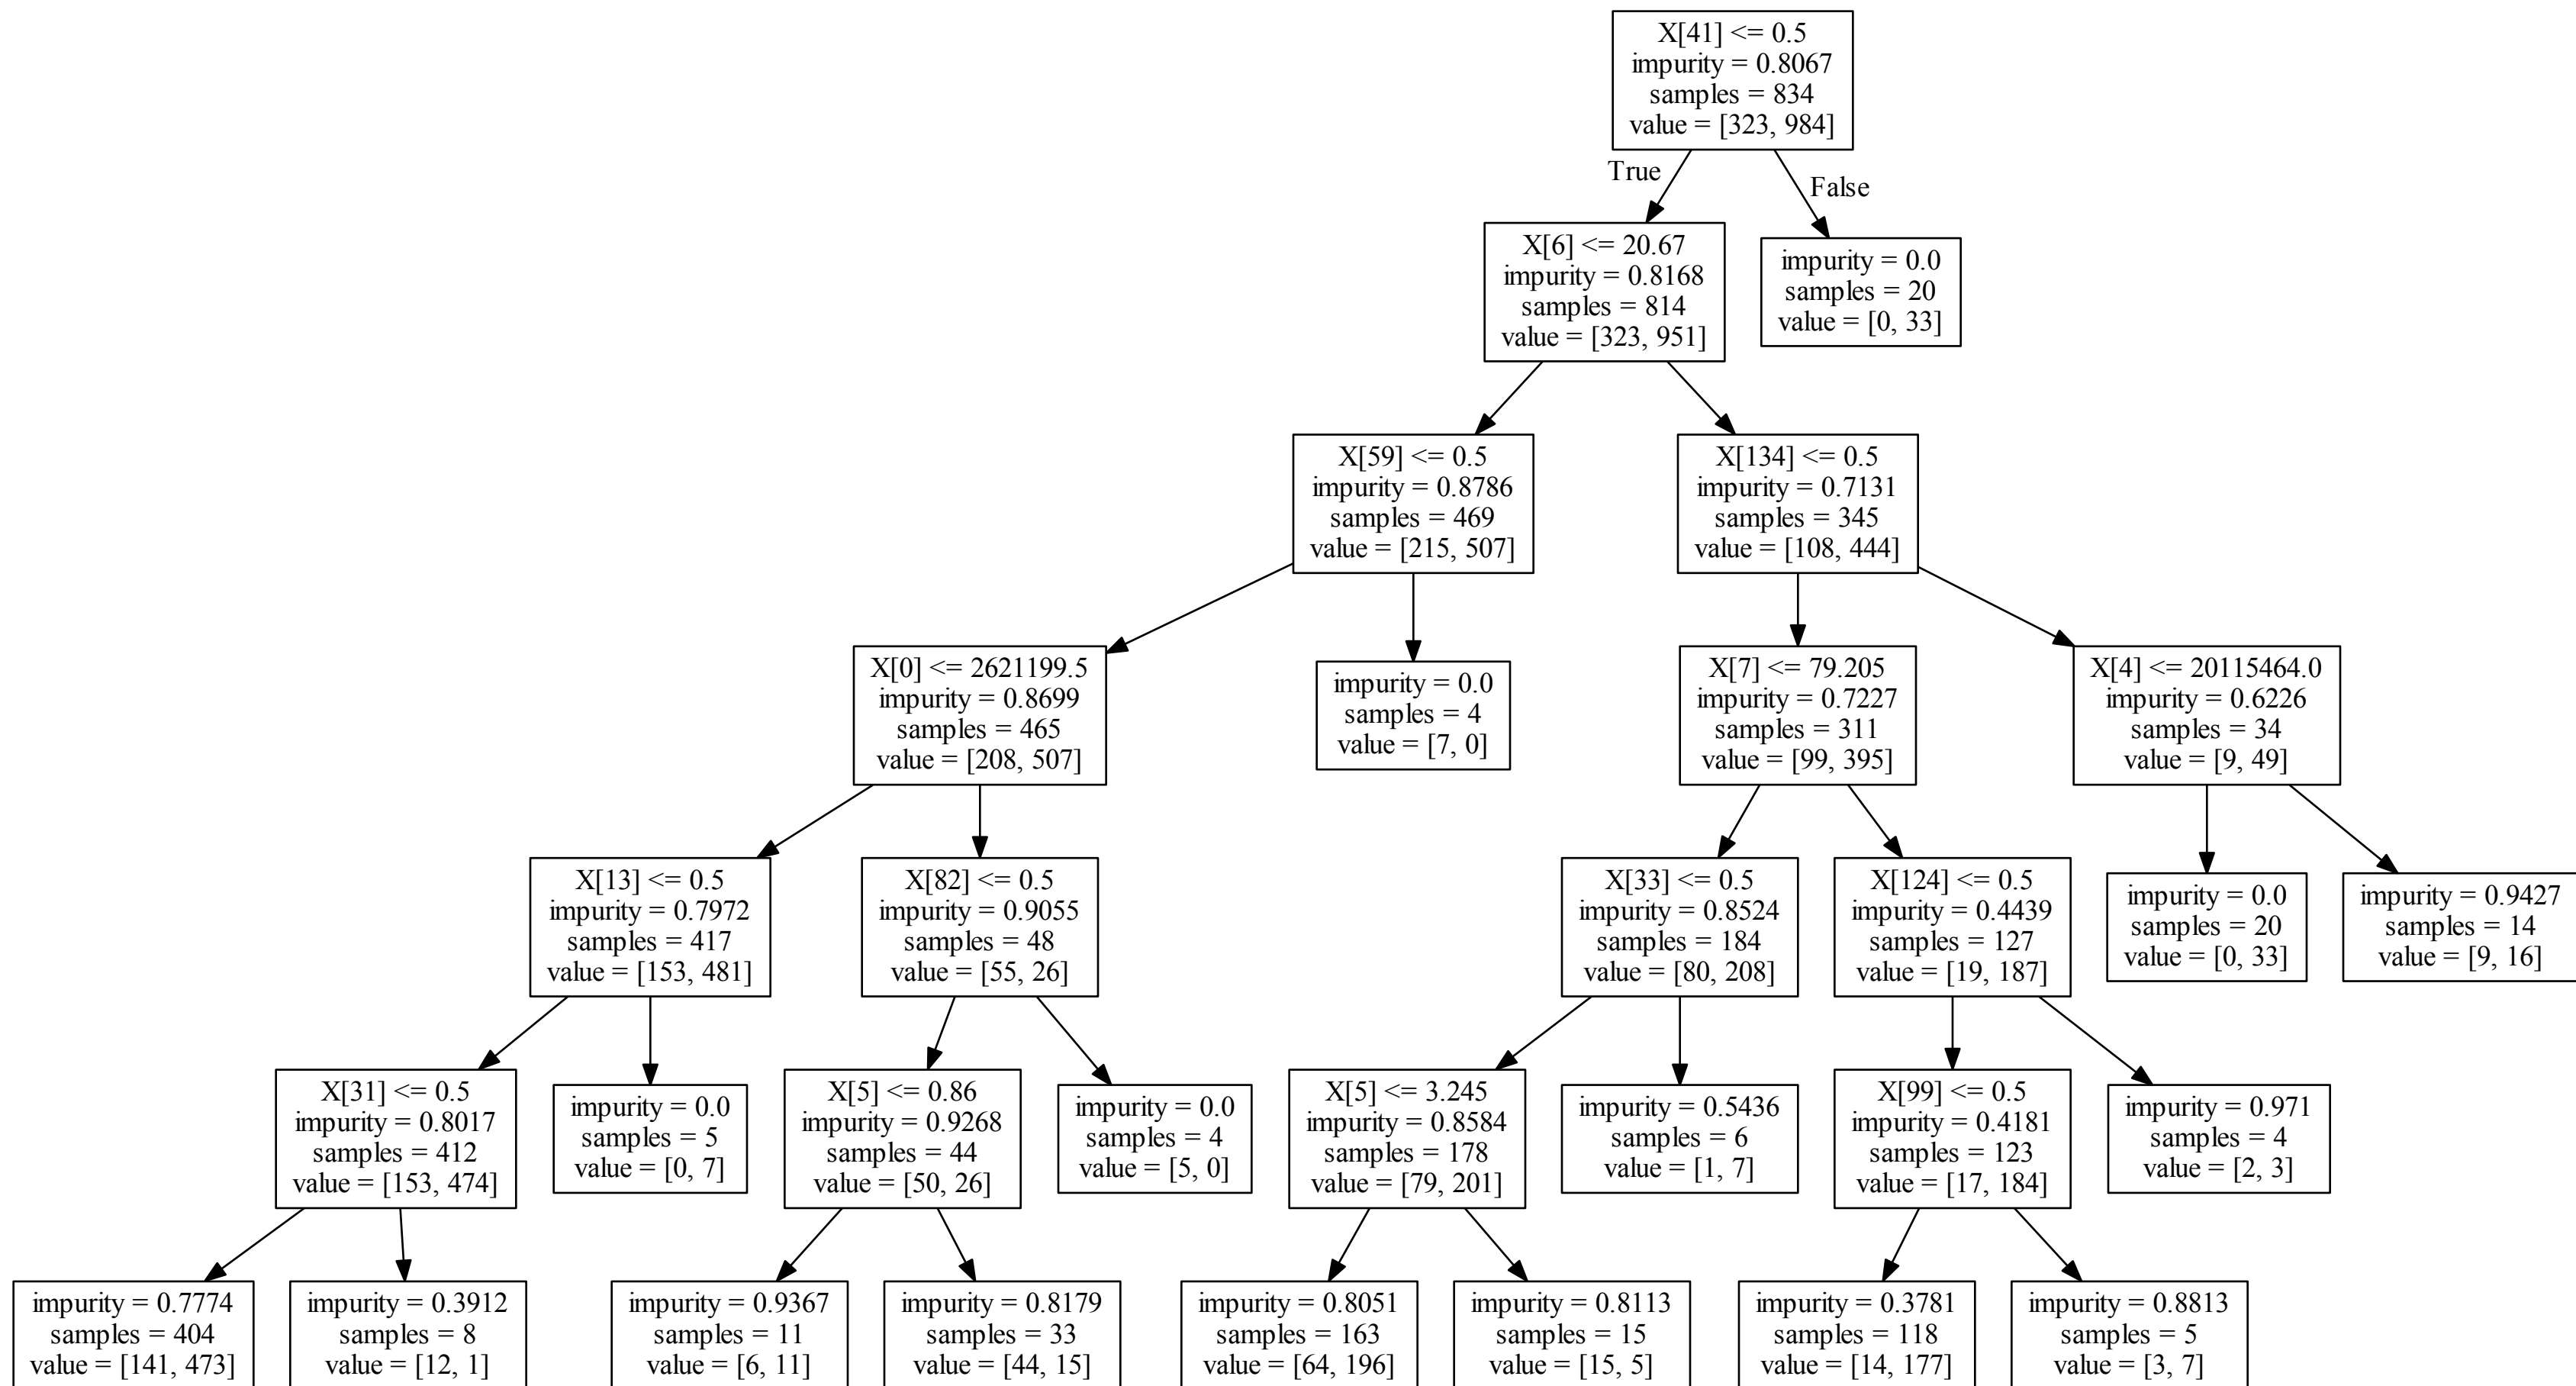 X[41] <= 0.5
impurity = 0.8067
samples = 834
value = [323, 984]
True
False
X[6] <= 20.67
impurity = 0.8168
samples = 814
value = [323, 951]
impurity = 0.0
samples = 20
value = [0, 33]
X[59] <= 0.5
impurity = 0.8786
samples = 469
value = [215, 507]
X[134] <= 0.5
impurity = 0.7131
samples = 345
value = [108, 444]
X[0] <= 2621199.5
impurity = 0.8699
samples = 465
value = [208, 507]
impurity = 0.0
samples = 4
value = [7, 0]
X[7] <= 79.205
impurity = 0.7227
samples = 311
value = [99, 395]
X[4] <= 20115464.0
impurity = 0.6226
samples = 34
value = [9, 49]
X[13] <= 0.5
impurity = 0.7972
samples = 417
value = [153, 481]
X[82] <= 0.5
impurity = 0.9055
samples = 48
value = [55, 26]
X[33] <= 0.5
impurity = 0.8524
samples = 184
value = [80, 208]
X[124] <= 0.5
impurity = 0.4439
samples = 127
value = [19, 187]
impurity = 0.0
samples = 20
value = [0, 33]
impurity = 0.9427
samples = 14
value = [9, 16]
X[31] <= 0.5
impurity = 0.8017
samples = 412
value = [153, 474]
impurity = 0.0
samples = 5
value = [0, 7]
X[5] <= 0.86
impurity = 0.9268
samples = 44
value = [50, 26]
impurity = 0.0
samples = 4
value = [5, 0]
X[5] <= 3.245
impurity = 0.8584
samples = 178
value = [79, 201]
impurity = 0.5436
samples = 6
value = [1, 7]
X[99] <= 0.5
impurity = 0.4181
samples = 123
value = [17, 184]
impurity = 0.971
samples = 4
value = [2, 3]
impurity = 0.7774
samples = 404
value = [141, 473]
impurity = 0.3912
samples = 8
value = [12, 1]
impurity = 0.9367
samples = 11
value = [6, 11]
impurity = 0.8179
samples = 33
value = [44, 15]
impurity = 0.8051
samples = 163
value = [64, 196]
impurity = 0.8113
samples = 15
value = [15, 5]
impurity = 0.3781
samples = 118
value = [14, 177]
impurity = 0.8813
samples = 5
value = [3, 7]